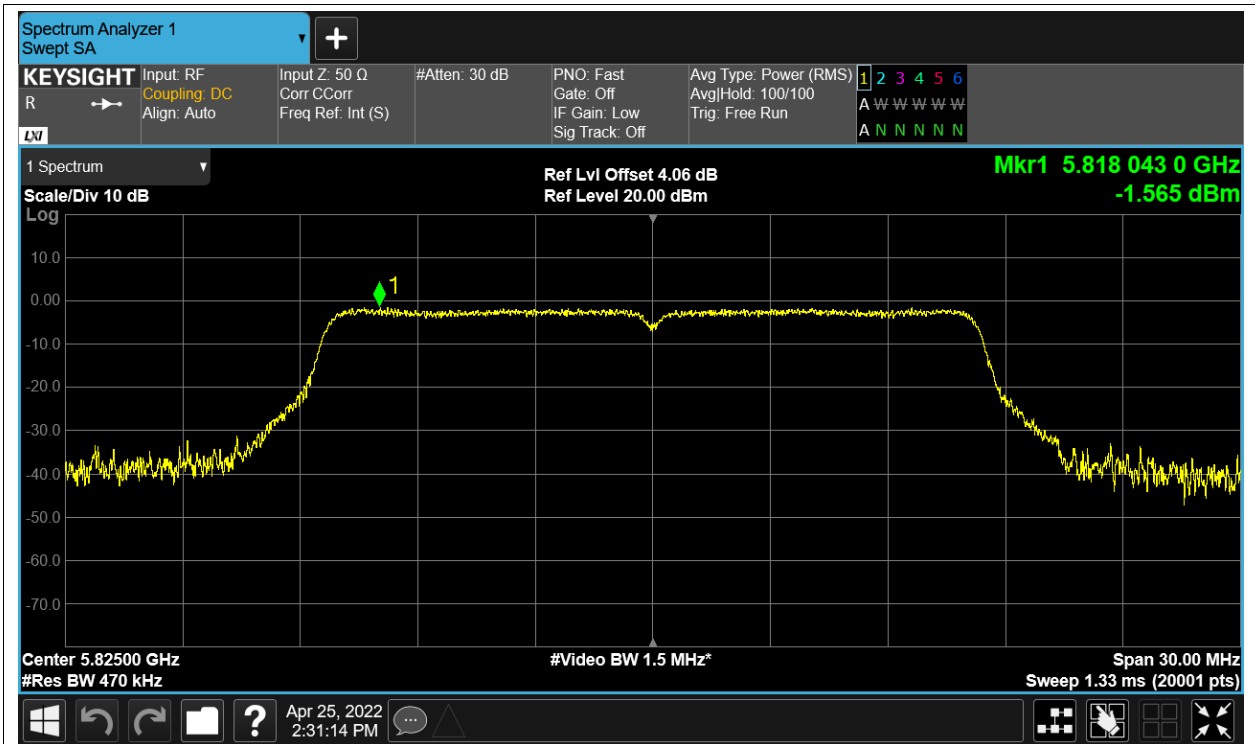 Spectrum Analyzer 1
Swept SA
+
KEYSIGHT
R
LXI
Input: RF
Coupling: DC
Align: Auto
Input Z: 50 Ω
Corr CCorr
Freq Ref: Int (S)
#Atten: 30 dB
PNO: Fast
Gate: Off
IF Gain: Low
Sig Track: Off
Avg Type: Power (RMS)
Avg|Hold: 100/100
Trig: Free Run
1 2 3 4 5 6
A W W W W W
A N N N N N
1 Spectrum
Scale/Div 10 dB
Log
Ref Lvl Offset 4.06 dB
Ref Level 20.00 dBm
Mkr1 5.818 043 0 GHz
-1.565 dBm
1
10.0
0.00
-10.0
-20.0
-30.0
-40.0
-50.0
-60.0
-70.0
Center 5.82500 GHz
#Video BW 1.5 MHz*
Span 30.00 MHz
#Res BW 470 kHz
Sweep 1.33 ms (20001 pts)
?
Apr 25, 2022
2:31:14 PM